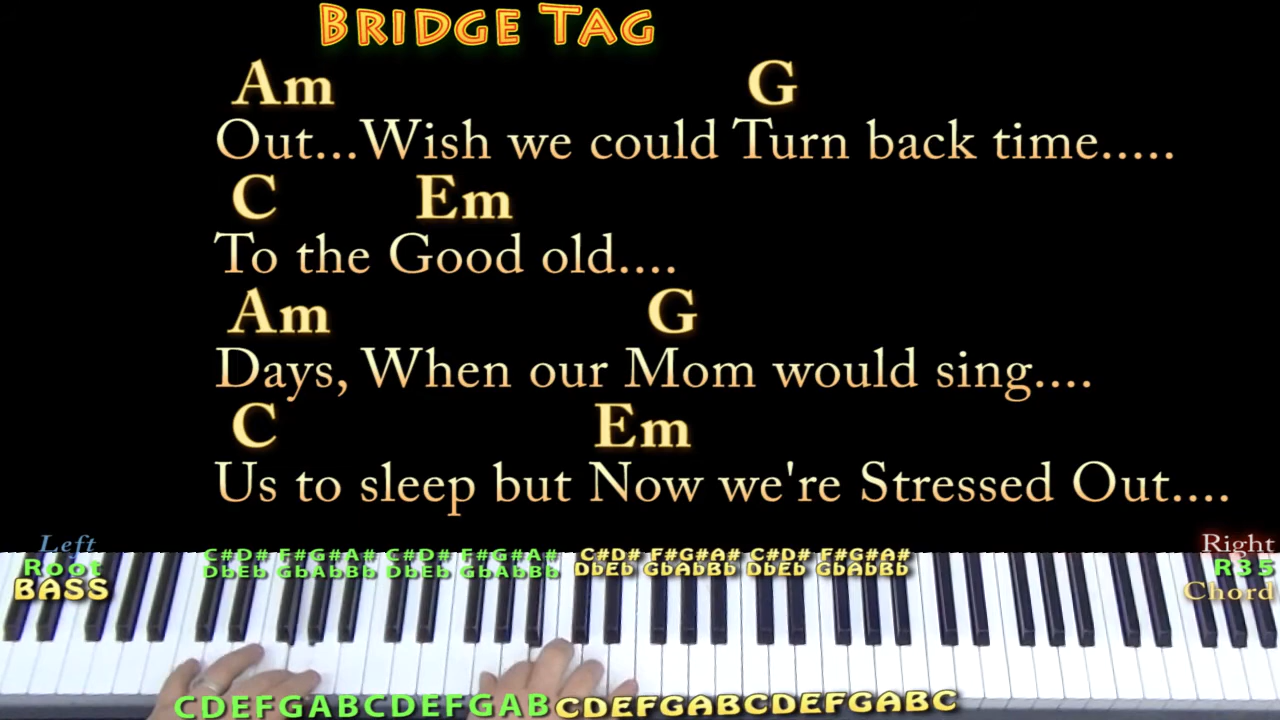 BRIDGE TAG
Am G
Out...Wish we could Turn back time.....
C Em
To the Good old....
Am G
Days, When our Mom would sing....
C Em
Us to sleep but Now we're Stressed Out....
Left
Root
BASS
C#D# F#G#A# C#D# F#G#A# C#D# F#G#A# C#D# F#G#A#
DbEb GbAbBb DbEb GbAbBb DbEb GbAbBb DbEb GbAbBb
Right
R35
Chord
CDEFGABCDEFGABCDEFGABCDEFGABC